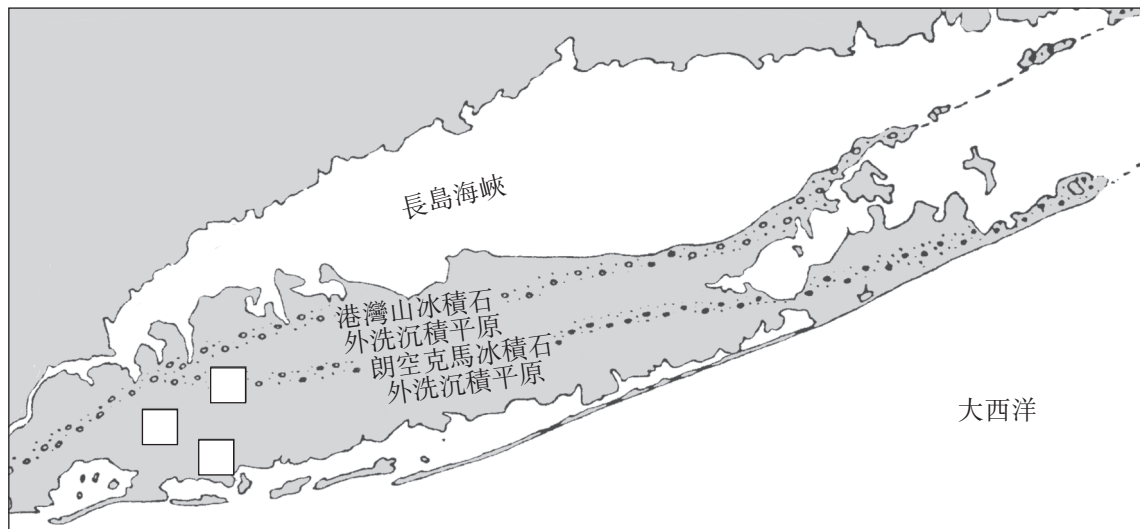 長島海峽
港灣山冰積石
外洗沉積平原
朗空克馬冰積石
外洗沉積平原
大西洋